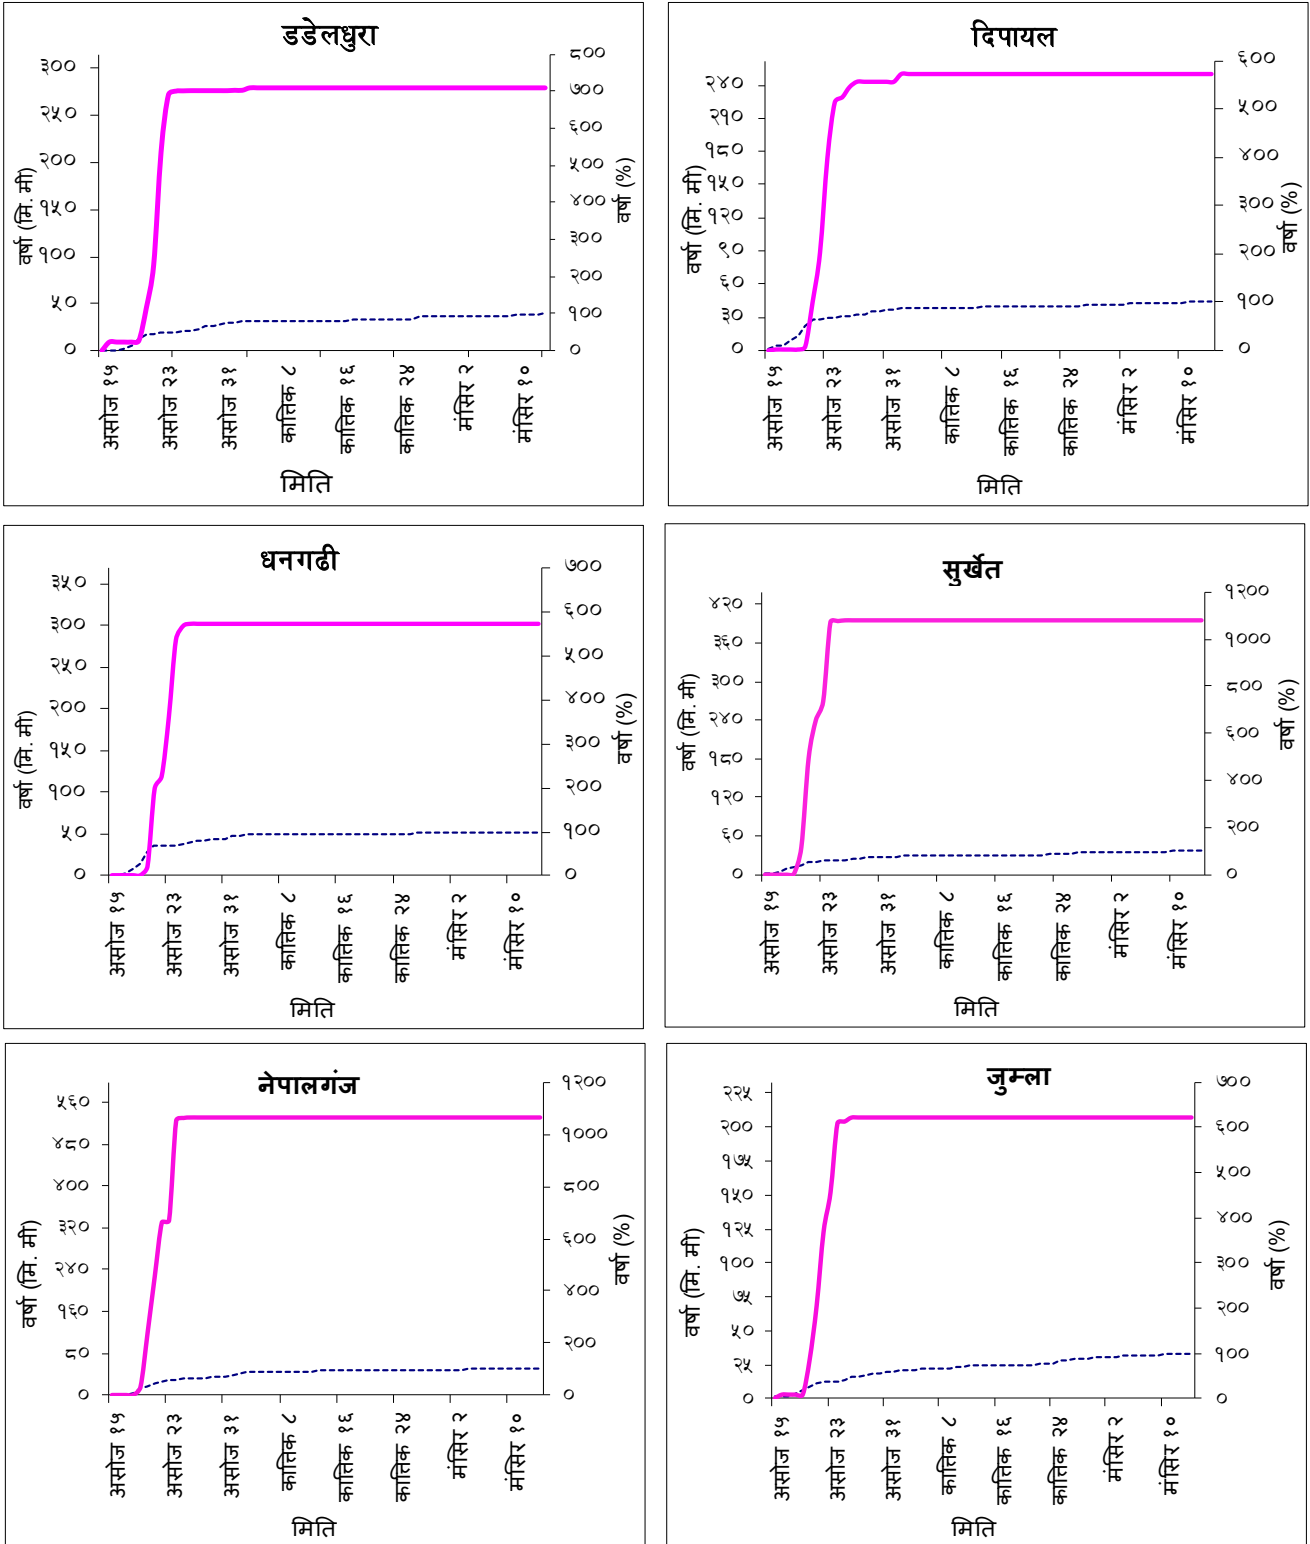 डडेलधुरा
वर्षा (मि. मी)
३००
२५०
२००
१५०
१००
५०
०
८००
७००
६००
५००
४००
३००
२००
१००
०
वर्षा (%)
असोज १५
असोज २३
असोज ३१
कात्तिक ८
कात्तिक १६
कात्तिक २४
मंसिर २
मंसिर १०
मिति
दिपायल
वर्षा (मि. मी)
२४०
२१०
१८०
१५०
१२०
९०
६०
३०
०
६००
५००
४००
३००
२००
१००
०
वर्षा (%)
असोज १५
असोज २३
असोज ३१
कात्तिक ८
कात्तिक १६
कात्तिक २४
मंसिर २
मंसिर १०
मिति
धनगढी
वर्षा (मि. मी)
३५०
३००
२५०
२००
१५०
१००
५०
०
७००
६००
५००
४००
३००
२००
१००
०
वर्षा (%)
असोज १५
असोज २३
असोज ३१
कात्तिक ८
कात्तिक १६
कात्तिक २४
मंसिर २
मंसिर १०
मिति
सुर्खेत
वर्षा (मि. मी)
४२०
३६०
३००
२४०
१८०
१२०
६०
०
१२००
१०००
८००
६००
४००
२००
०
वर्षा (%)
असोज १५
असोज २३
असोज ३१
कात्तिक ८
कात्तिक १६
कात्तिक २४
मंसिर २
मंसिर १०
मिति
नेपालगंज
वर्षा (मि. मी)
५६०
४८०
४००
३२०
२४०
१६०
८०
०
१२००
१०००
८००
६००
४००
२००
०
वर्षा (%)
असोज १५
असोज २३
असोज ३१
कात्तिक ८
कात्तिक १६
कात्तिक २४
मंसिर २
मंसिर १०
मिति
जुम्ला
वर्षा (मि. मी)
२२५
२००
१७५
१५०
१२५
१००
७५
५०
२५
०
७००
६००
५००
४००
३००
२००
१००
०
वर्षा (%)
असोज १५
असोज २३
असोज ३१
कात्तिक ८
कात्तिक १६
कात्तिक २४
मंसिर २
मंसिर १०
मिति